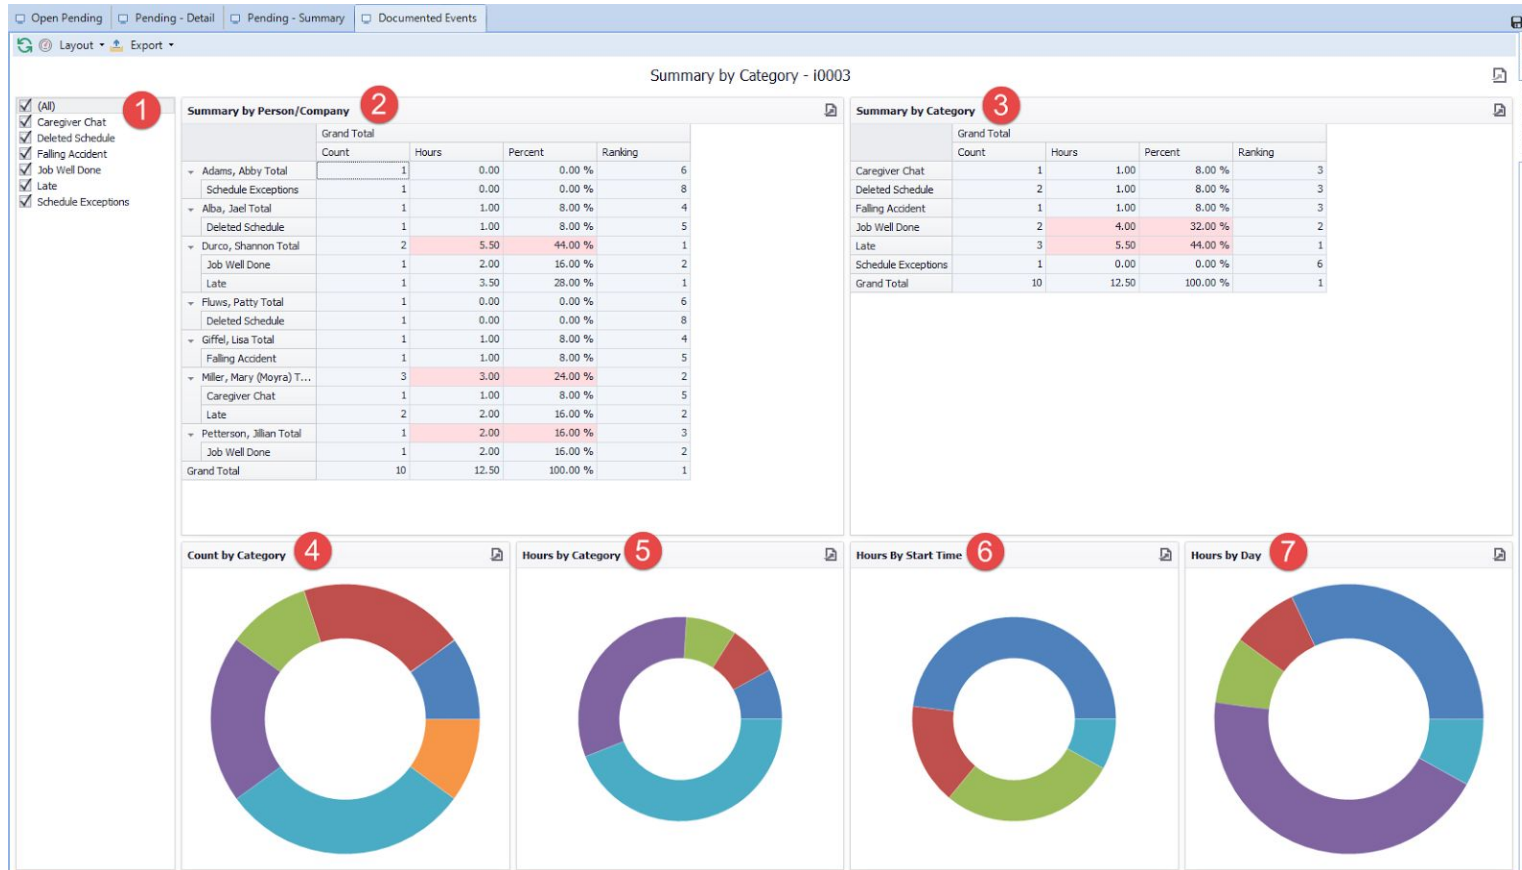 Open Pending Pending - Detail Pending - Summary Documented Events
Layout Export
Summary by Category - i0003
(All)
Caregiver Chat
Deleted Schedule
Falling Accident
Job Well Done
Late
Schedule Exceptions
1
Summary by Person/Company 2
Grand Total
Count Hours Percent Ranking
Adams, Abby Total 1 0.00 0.00 % 6
Schedule Exceptions 1 0.00 0.00 % 8
Alba, Jael Total 1 1.00 8.00 % 4
Deleted Schedule 1 1.00 8.00 % 5
Durco, Shannon Total 2 5.50 44.00 % 1
Job Well Done 1 2.00 16.00 % 2
Late 1 3.50 28.00 % 1
Fluws, Patty Total 1 0.00 0.00 % 6
Deleted Schedule 1 0.00 0.00 % 8
Giffel, Lisa Total 1 1.00 8.00 % 4
Falling Accident 1 1.00 8.00 % 5
Miller, Mary (Moyra) T... 3 3.00 24.00 % 2
Caregiver Chat 1 1.00 8.00 % 5
Late 2 2.00 16.00 % 2
Petterson, Jillian Total 1 2.00 16.00 % 3
Job Well Done 1 2.00 16.00 % 2
Grand Total 10 12.50 100.00 % 1
Summary by Category 3
Grand Total
Count Hours Percent Ranking
Caregiver Chat 1 1.00 8.00 % 3
Deleted Schedule 2 1.00 8.00 % 3
Falling Accident 1 1.00 8.00 % 3
Job Well Done 2 4.00 32.00 % 2
Late 3 5.50 44.00 % 1
Schedule Exceptions 1 0.00 0.00 % 6
Grand Total 10 12.50 100.00 % 1
Count by Category 4
Hours by Category 5
Hours By Start Time 6
Hours by Day 7